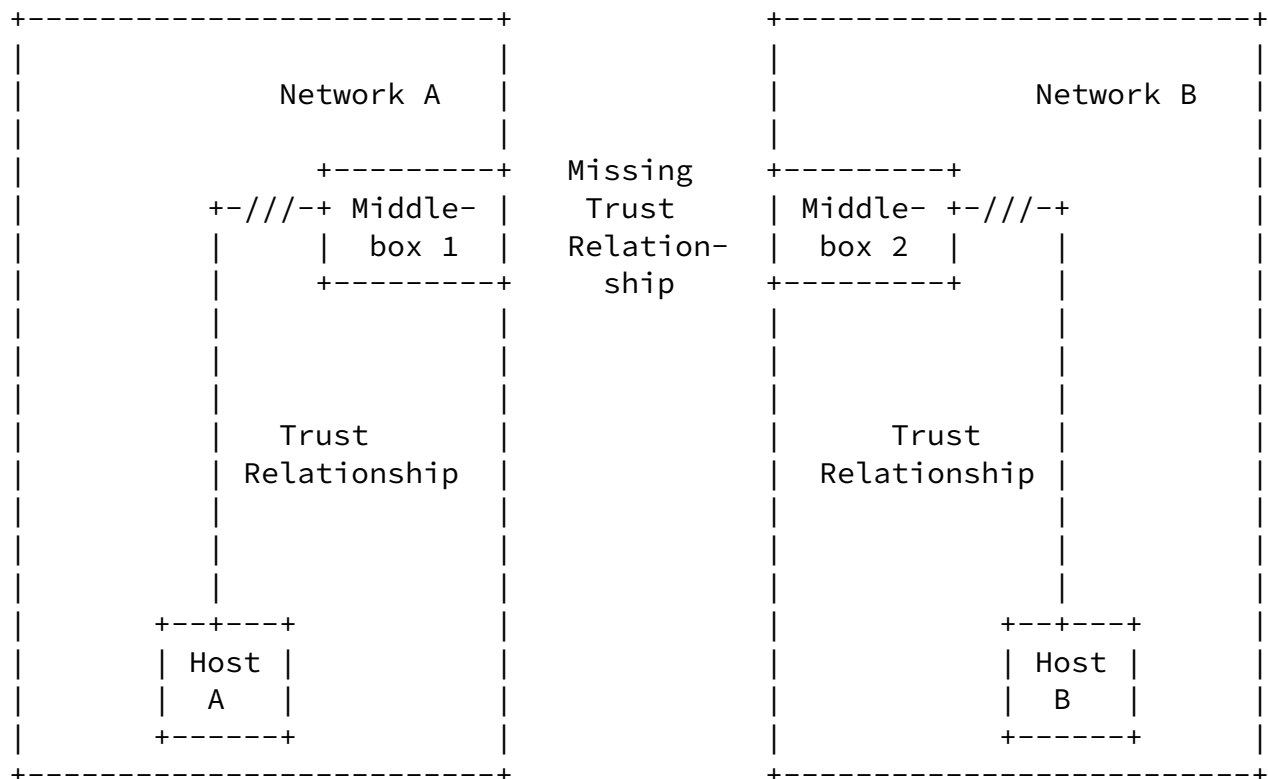 Network A Network B
Missing
+-///-+ Middle- | Trust | Middle- +-///-+
box 1 Relation- box 2
ship
Trust Trust
Relationship Relationship
Host Host
A B